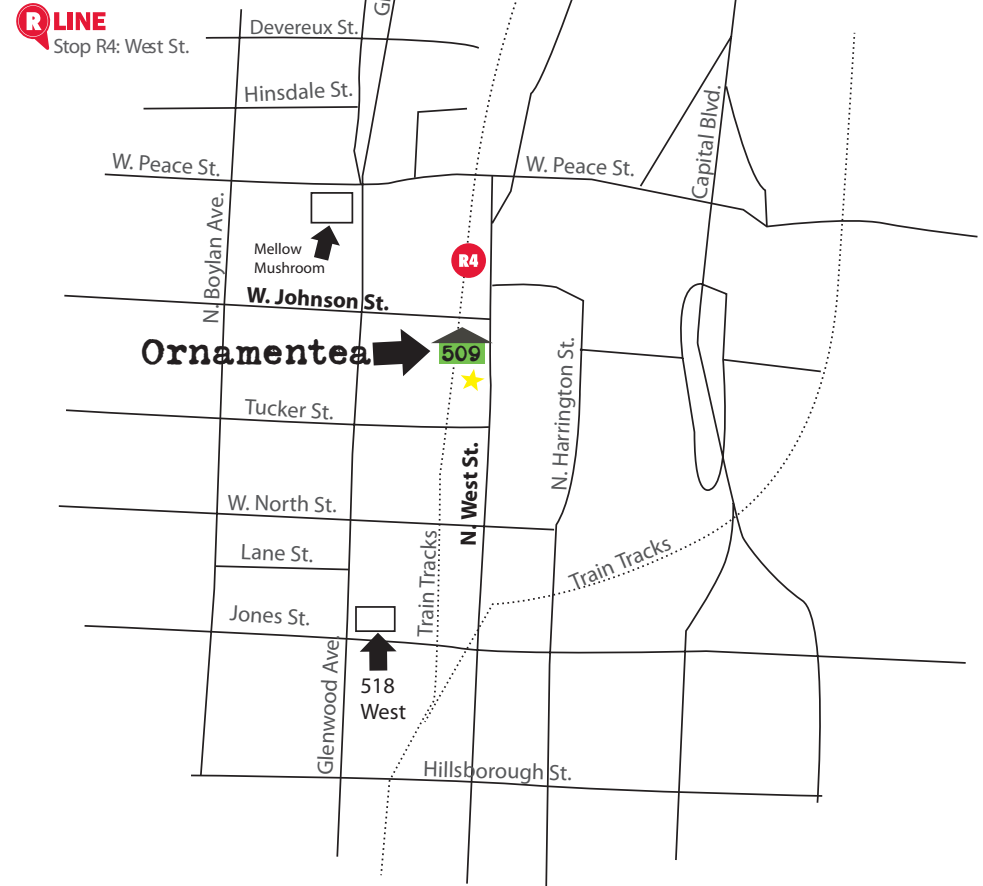 R LINE
Stop R4: West St.
Devereux St.
Hinsdale St.
W. Peace St.
W. Peace St.
Capital Blvd.
N. Boylan Ave.
Mellow
Mushroom
R4
W. Johnson St.
Ornamentea
509
N. Harrington St.
Tucker St.
N. West St.
W. North St.
Lane St.
Train Tracks
Train Tracks
Jones St.
Glenwood Ave.
518
West
Hillsborough St.